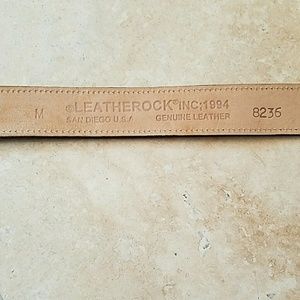 M ©LEATHEROCK® INC;1994 8236
SAN DIEGO U.S.A GENUINE LEATHER